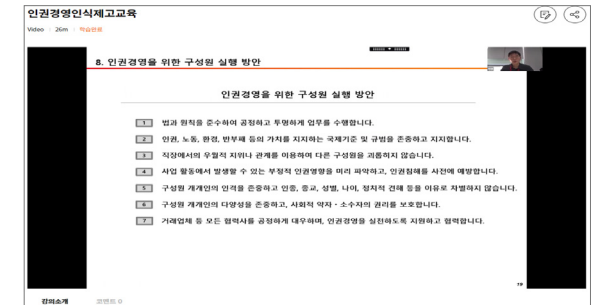 인권경영인식제고교육
Video 26m 학습완료
8. 인권경영을 위한 구성원 실행 방안
인권경영을 위한 구성원 실행 방안
1 법과 원칙을 준수하여 공정하고 투명하게 업무를 수행합니다.
2 인권, 노동, 환경, 반부패 등의 가치를 지지하는 국제기준 및 규범을 존중하고 지지합니다.
3 직장에서의 우월적 지위나 관계를 이용하여 다른 구성원을 괴롭히지 않습니다.
4 사업 활동에서 발생할 수 있는 부정적 인권영향을 미리 파악하고, 인권침해를 사전에 예방합니다.
5 구성원 개개인의 인격을 존중하고 인종, 종교, 성별, 나이, 정치적 견해 등을 이유로 차별하지 않습니다.
6 구성원 개개인의 다양성을 존중하고, 사회적 약자·소수자의 권리를 보호합니다.
7 거래업체 등 모든 협력사를 공정하게 대우하며, 인권경영을 실천하도록 지원하고 협력합니다.
18
강의소개 코멘트 0